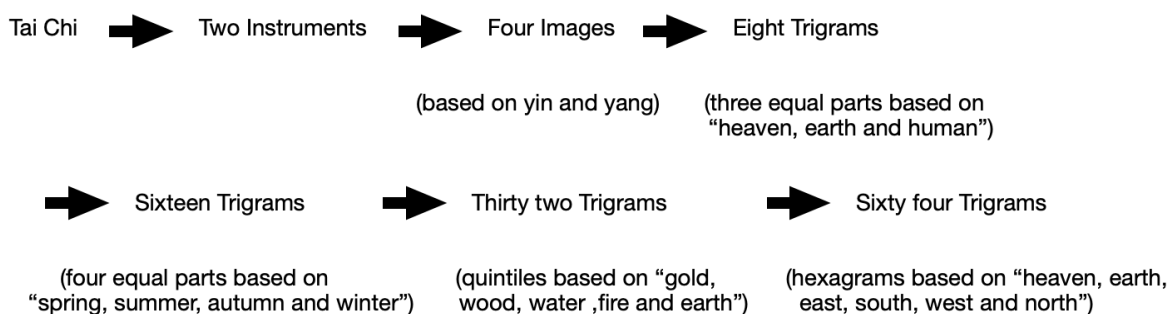 Tai Chi Two Instruments Four Images Eight Trigrams
(based on yin and yang) (three equal parts based on
“heaven, earth and human”)
Sixteen Trigrams Thirty two Trigrams Sixty four Trigrams
(four equal parts based on (quintiles based on “gold, (hexagrams based on “heaven, earth,
“spring, summer, autumn and winter”) wood, water ,fire and earth”) east, south, west and north”)